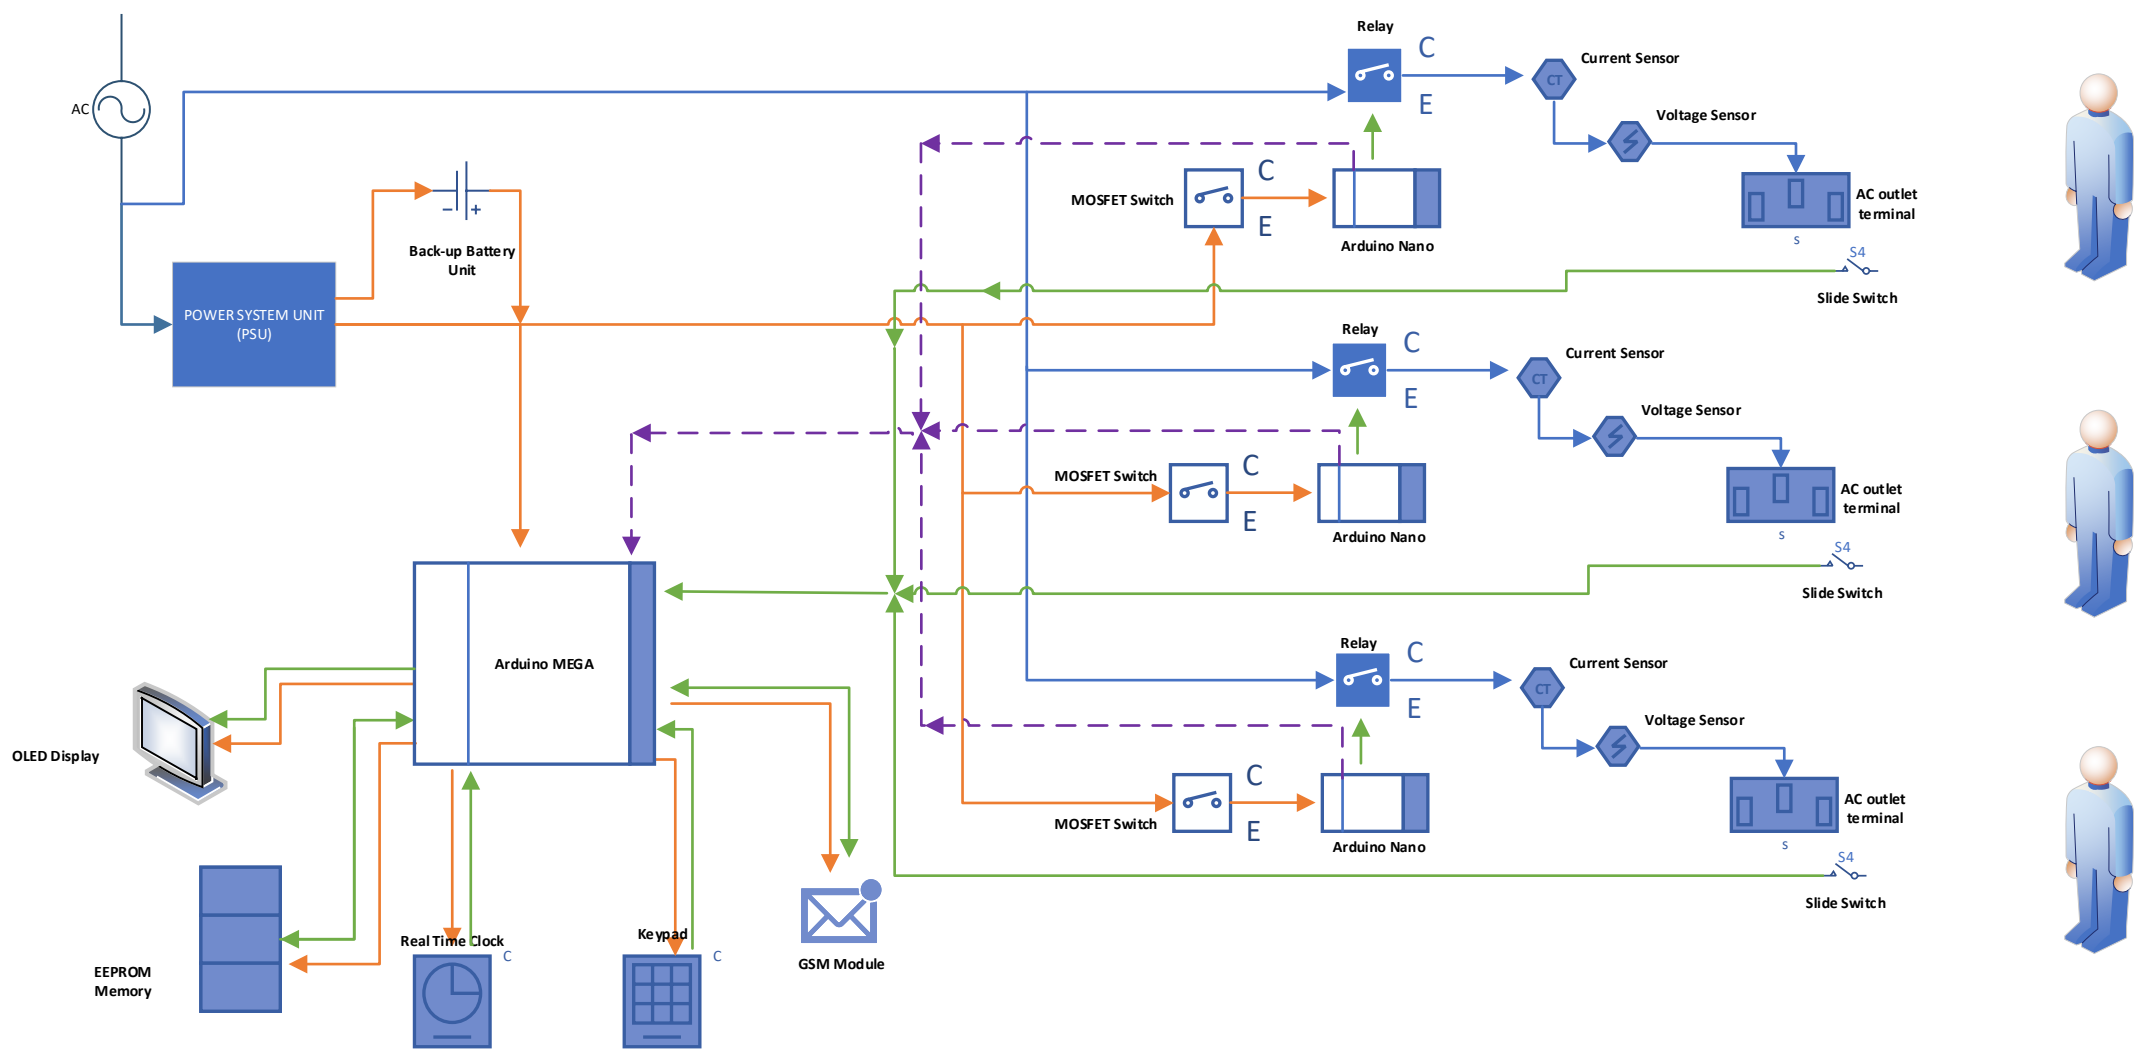 AC
POWER SYSTEM UNIT
(PSU)
Back-up Battery
Unit
−
+
Relay
C
E
Current Sensor
CT
Voltage Sensor
MOSFET Switch
C
E
Arduino Nano
AC outlet
terminal
s
S4
Slide Switch
Relay
C
E
Current Sensor
CT
Voltage Sensor
MOSFET Switch
C
E
Arduino Nano
AC outlet
terminal
s
S4
Slide Switch
Relay
C
E
Current Sensor
CT
Voltage Sensor
MOSFET Switch
C
E
Arduino Nano
AC outlet
terminal
s
S4
Slide Switch
Arduino MEGA
OLED Display
EEPROM
Memory
Real Time Clock
C
Keypad
C
GSM Module